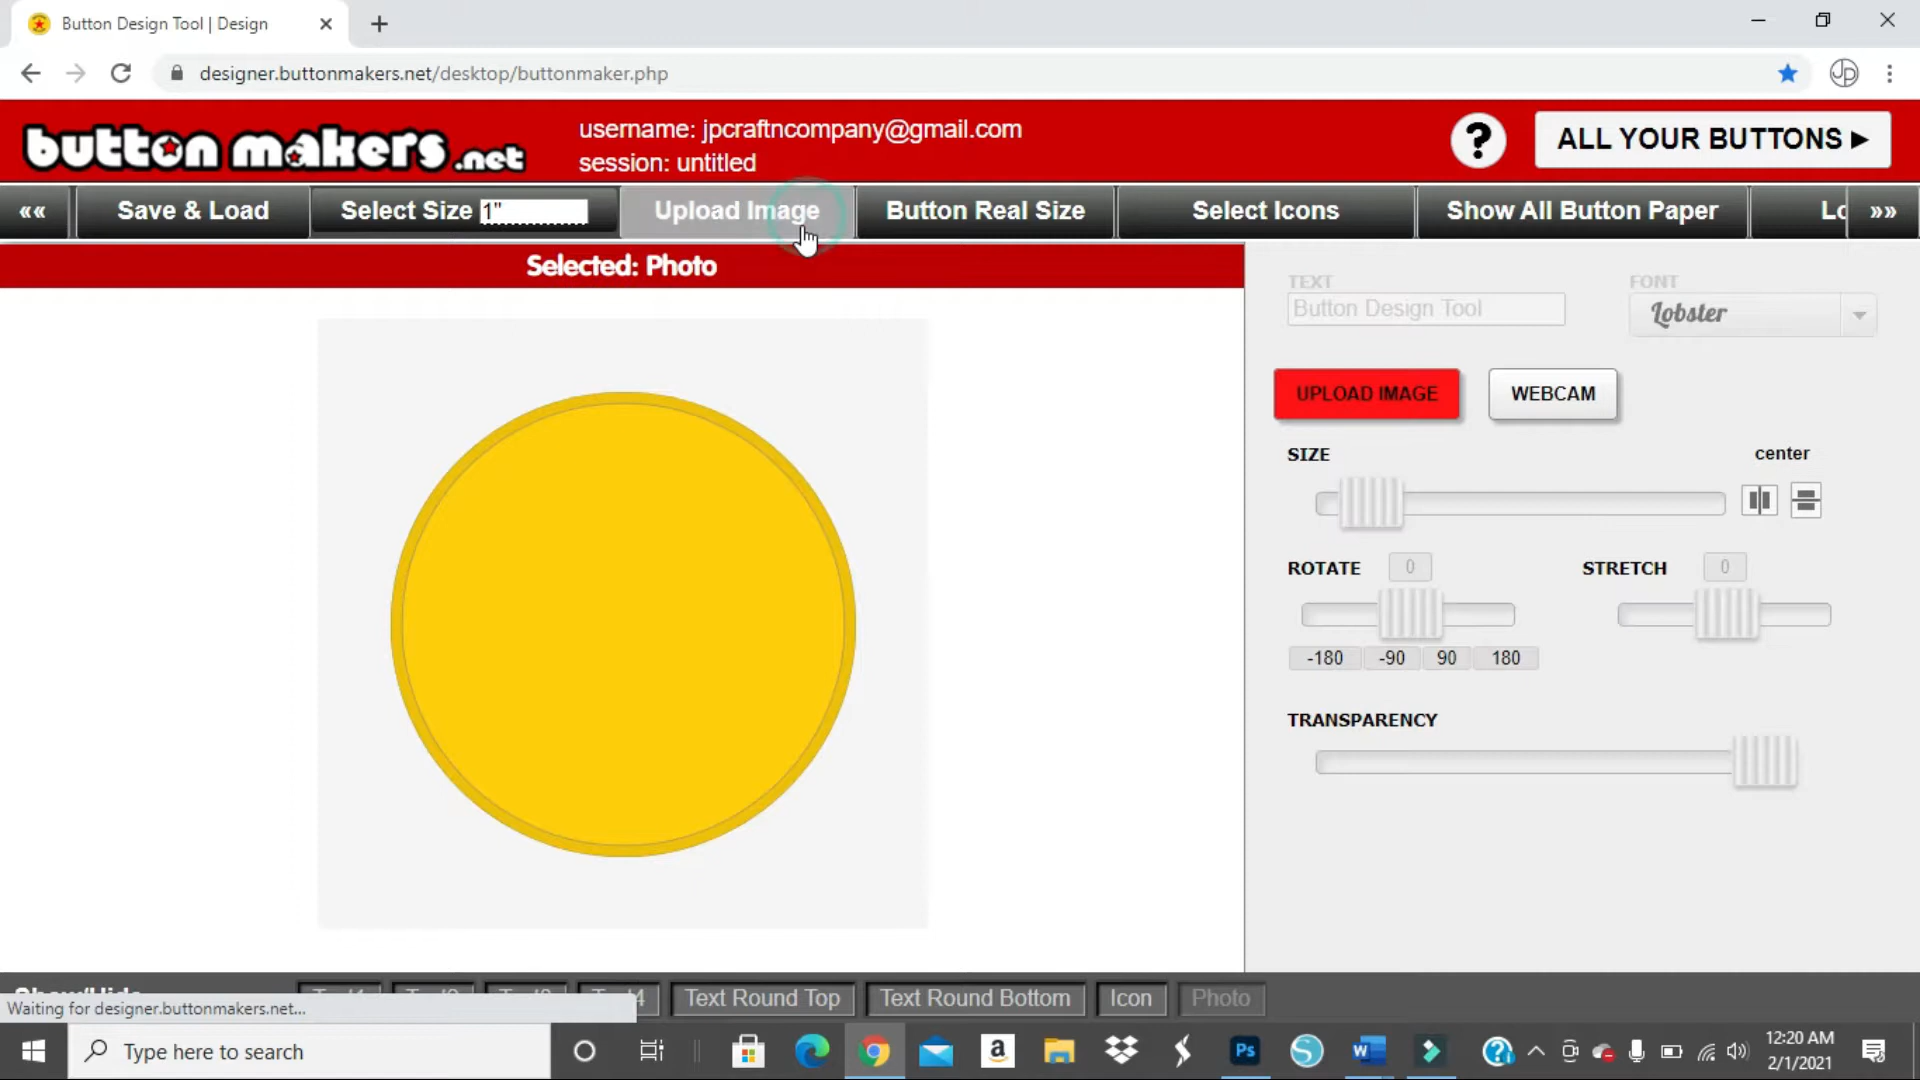 Button Design Tool | Design
designer.buttonmakers.net/desktop/buttonmaker.php
JP
button makers.net
username: jpcraftncompany@gmail.com
session: untitled
?
ALL YOUR BUTTONS ▶
«« Save & Load Select Size 1" Upload Image Button Real Size Select Icons Show All Button Paper »»
Selected: Photo
TEXT FONT
Button Design Tool Lobster
UPLOAD IMAGE WEBCAM
SIZE center
ROTATE 0 STRETCH 0
-180 -90 90 180
TRANSPARENCY
Text Round Top Text Round Bottom Icon Photo
Waiting for designer.buttonmakers.net...
Type here to search
a
Ps
W
?
12:20 AM
2/1/2021